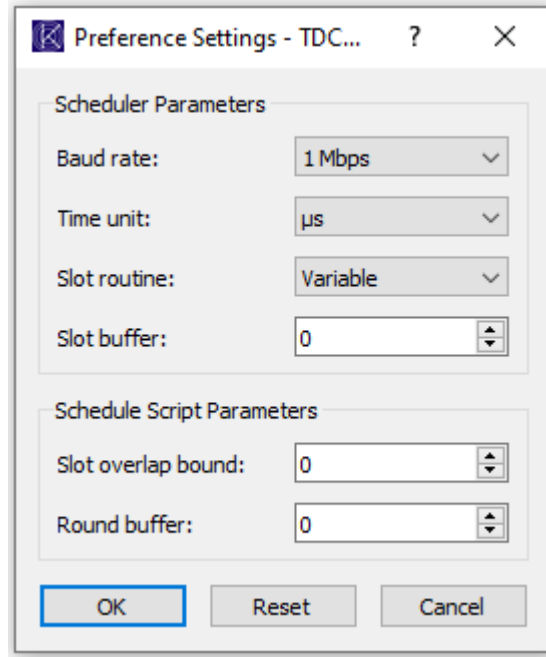 Preference Settings - TDC... ?
Scheduler Parameters
Baud rate: 1 Mbps
Time unit: µs
Slot routine: Variable
Slot buffer: 0
Schedule Script Parameters
Slot overlap bound: 0
Round buffer: 0
OK Reset Cancel